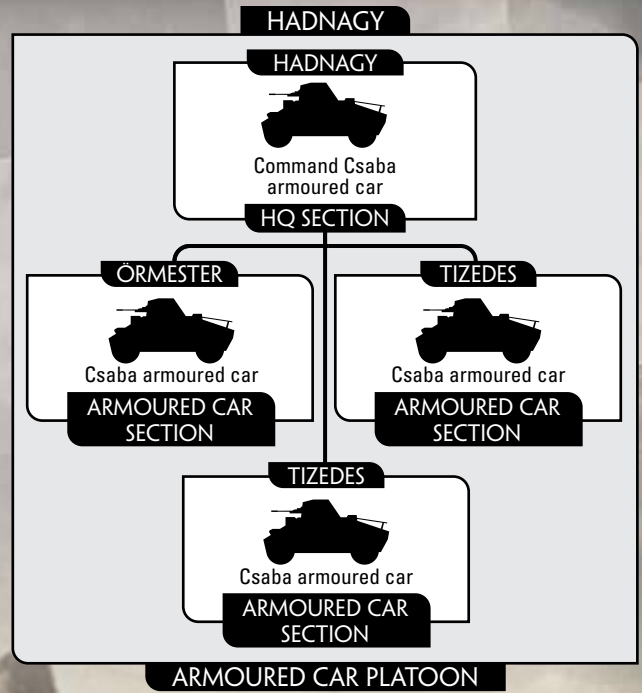 HADNAGY
HADNAGY
Command Csaba
armoured car
HQ SECTION
ÖRMESTER
Csaba armoured car
ARMOURED CAR
SECTION
TIZEDES
Csaba armoured car
ARMOURED CAR
SECTION
TIZEDES
Csaba armoured car
ARMOURED CAR
SECTION
ARMOURED CAR PLATOON